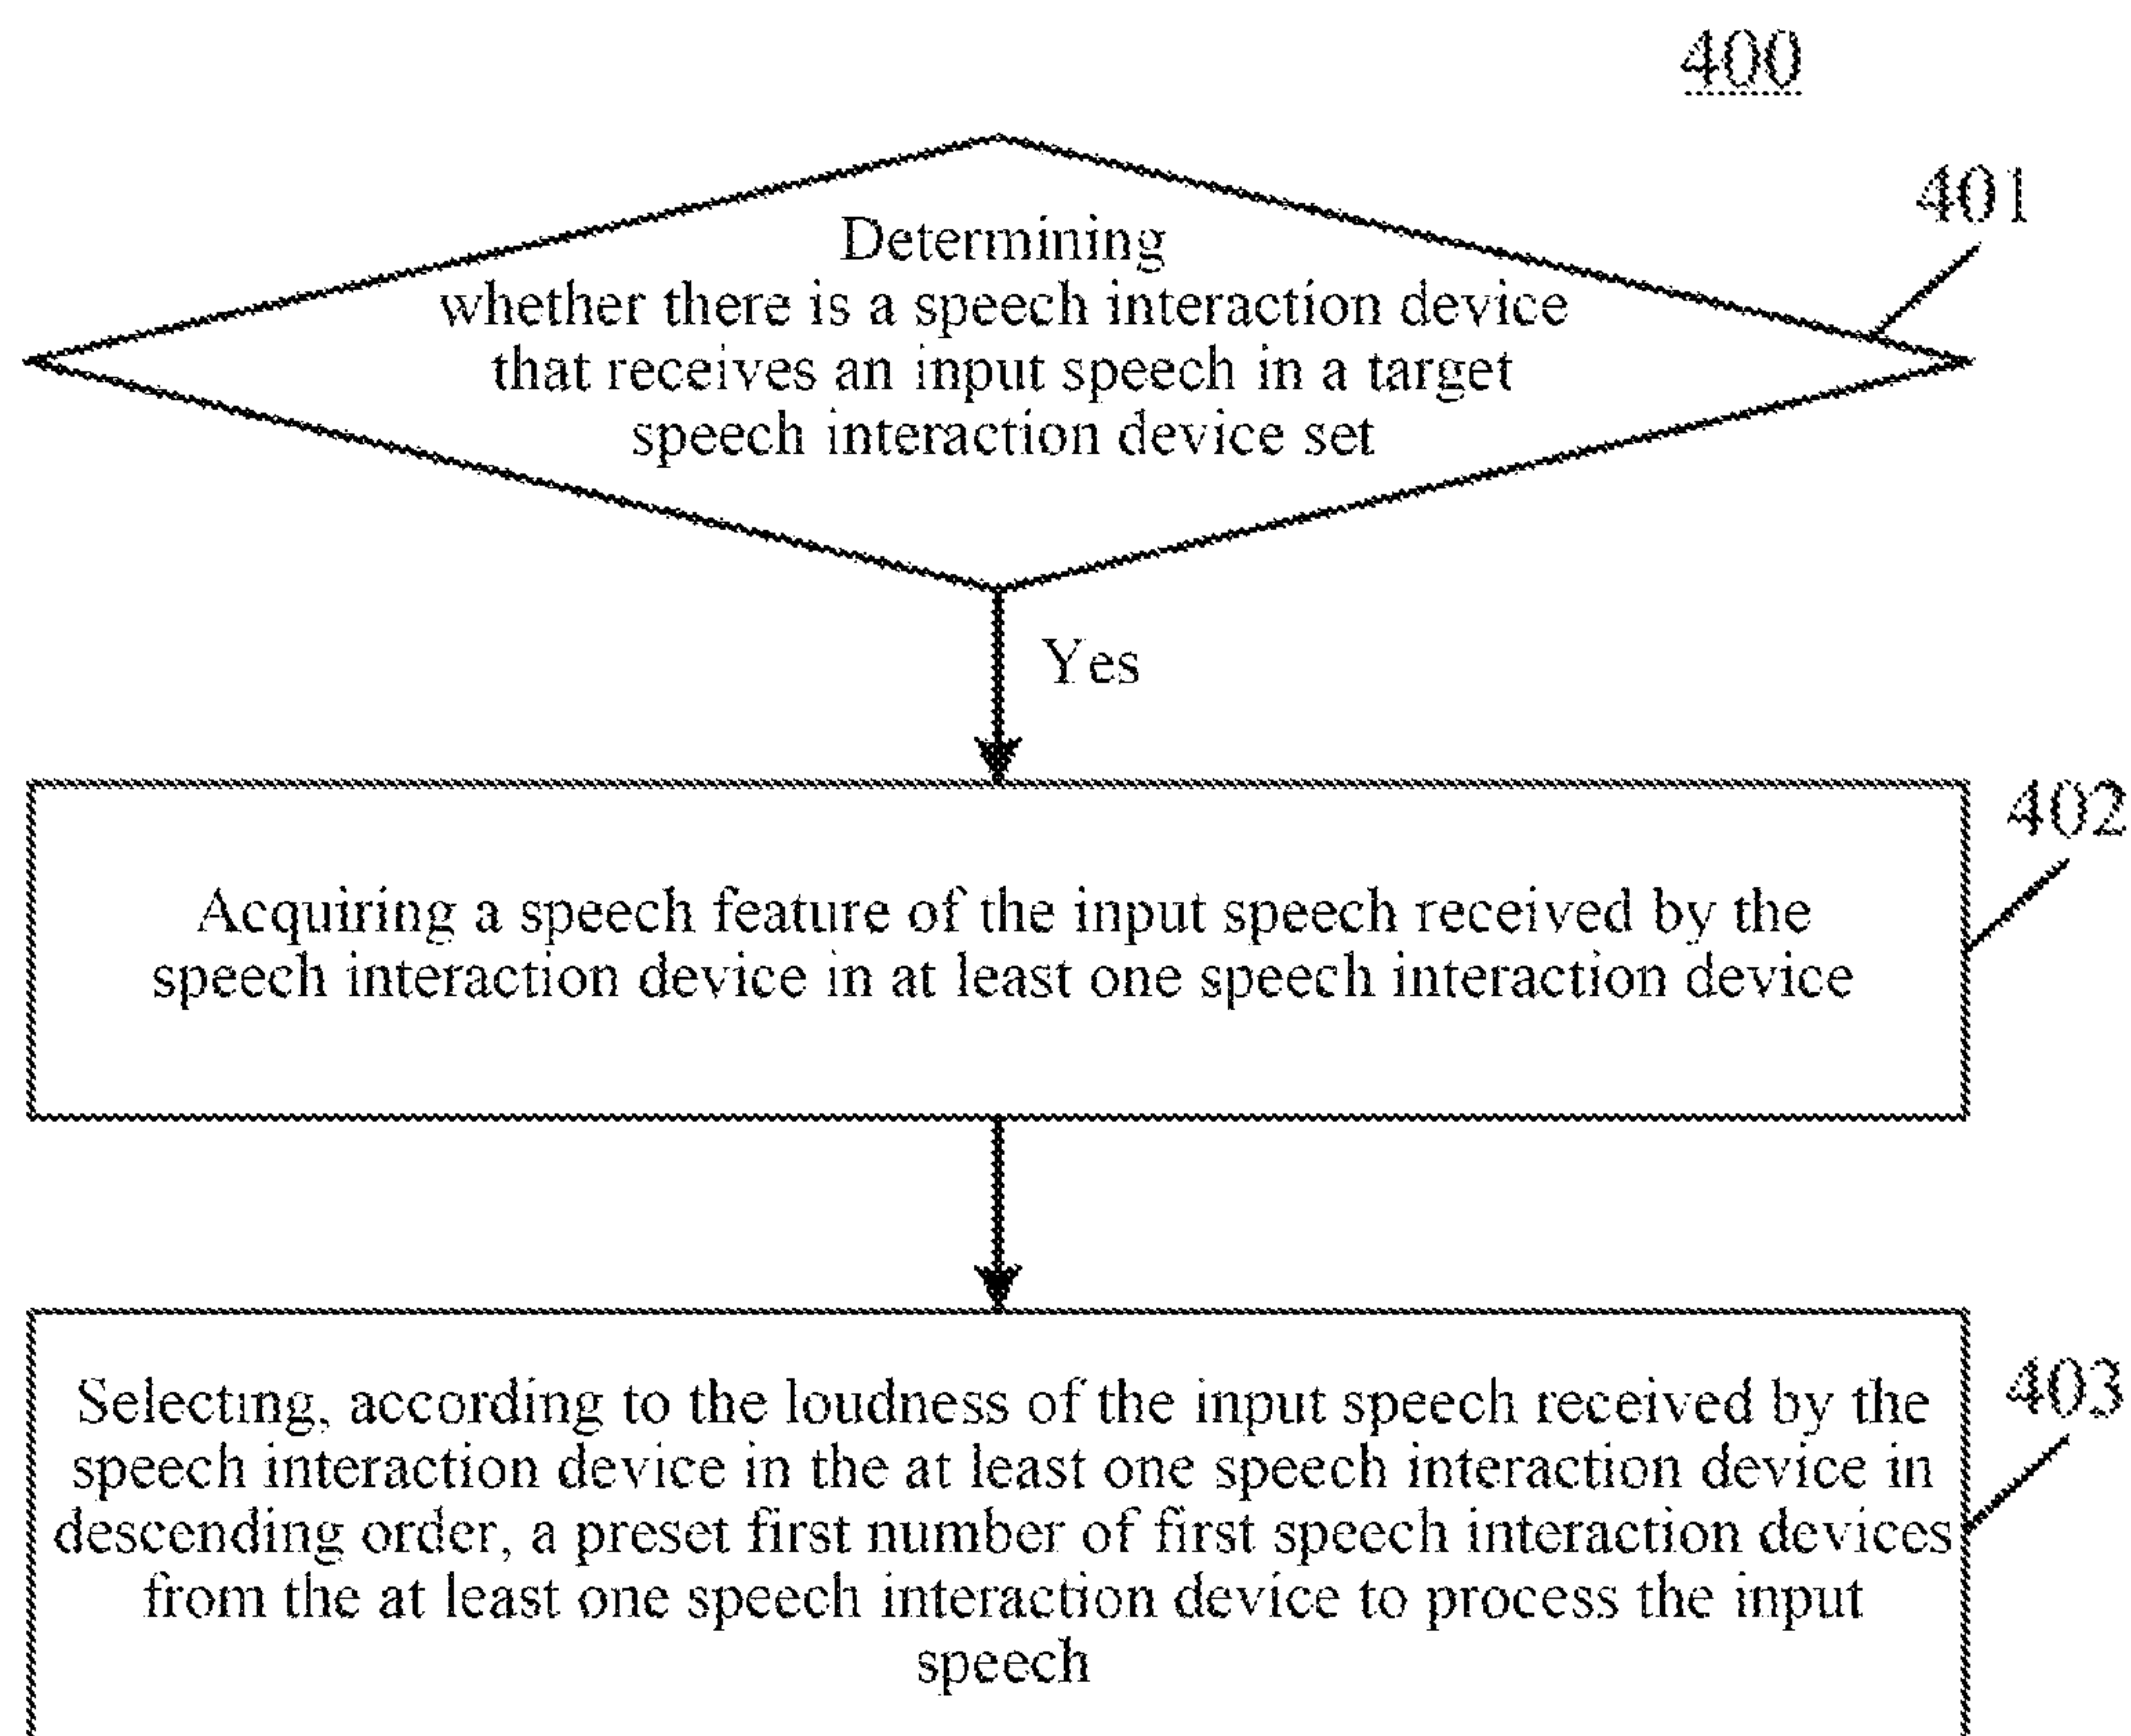 400
401
Determining
whether there is a speech interaction device
that receives an input speech in a target
speech interaction device set
Yes
402
Acquiring a speech feature of the input speech received by the
speech interaction device in at least one speech interaction device
403
Selecting, according to the loudness of the input speech received by the
speech interaction device in the at least one speech interaction device in
descending order, a preset first number of first speech interaction devices
from the at least one speech interaction device to process the input
speech